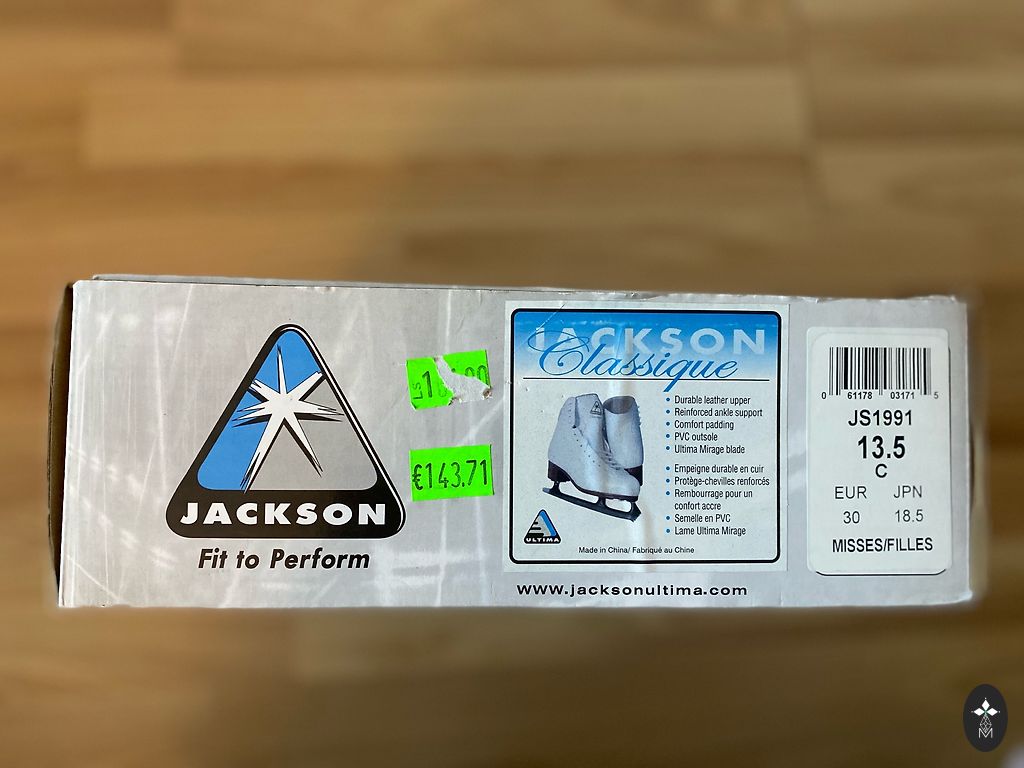 JACKSON
Fit to Perform
Ls
€143.71
JACKSON
Classique
• Durable leather upper
• Reinforced ankle support
• Comfort padding
• PVC outsole
• Ultima Mirage blade
• Empeigne durable en cuir
• Protège-chevilles renforcés
• Rembourrage pour un
confort accre
• Semelle en PVC
• Lame Ultima Mirage
ULTIMA
Made in China/ Fabriqué au Chine
www.jacksonultima.com
0 61178 03171 5
JS1991
13.5
C
EUR JPN
30 18.5
MISSES/FILLES
M